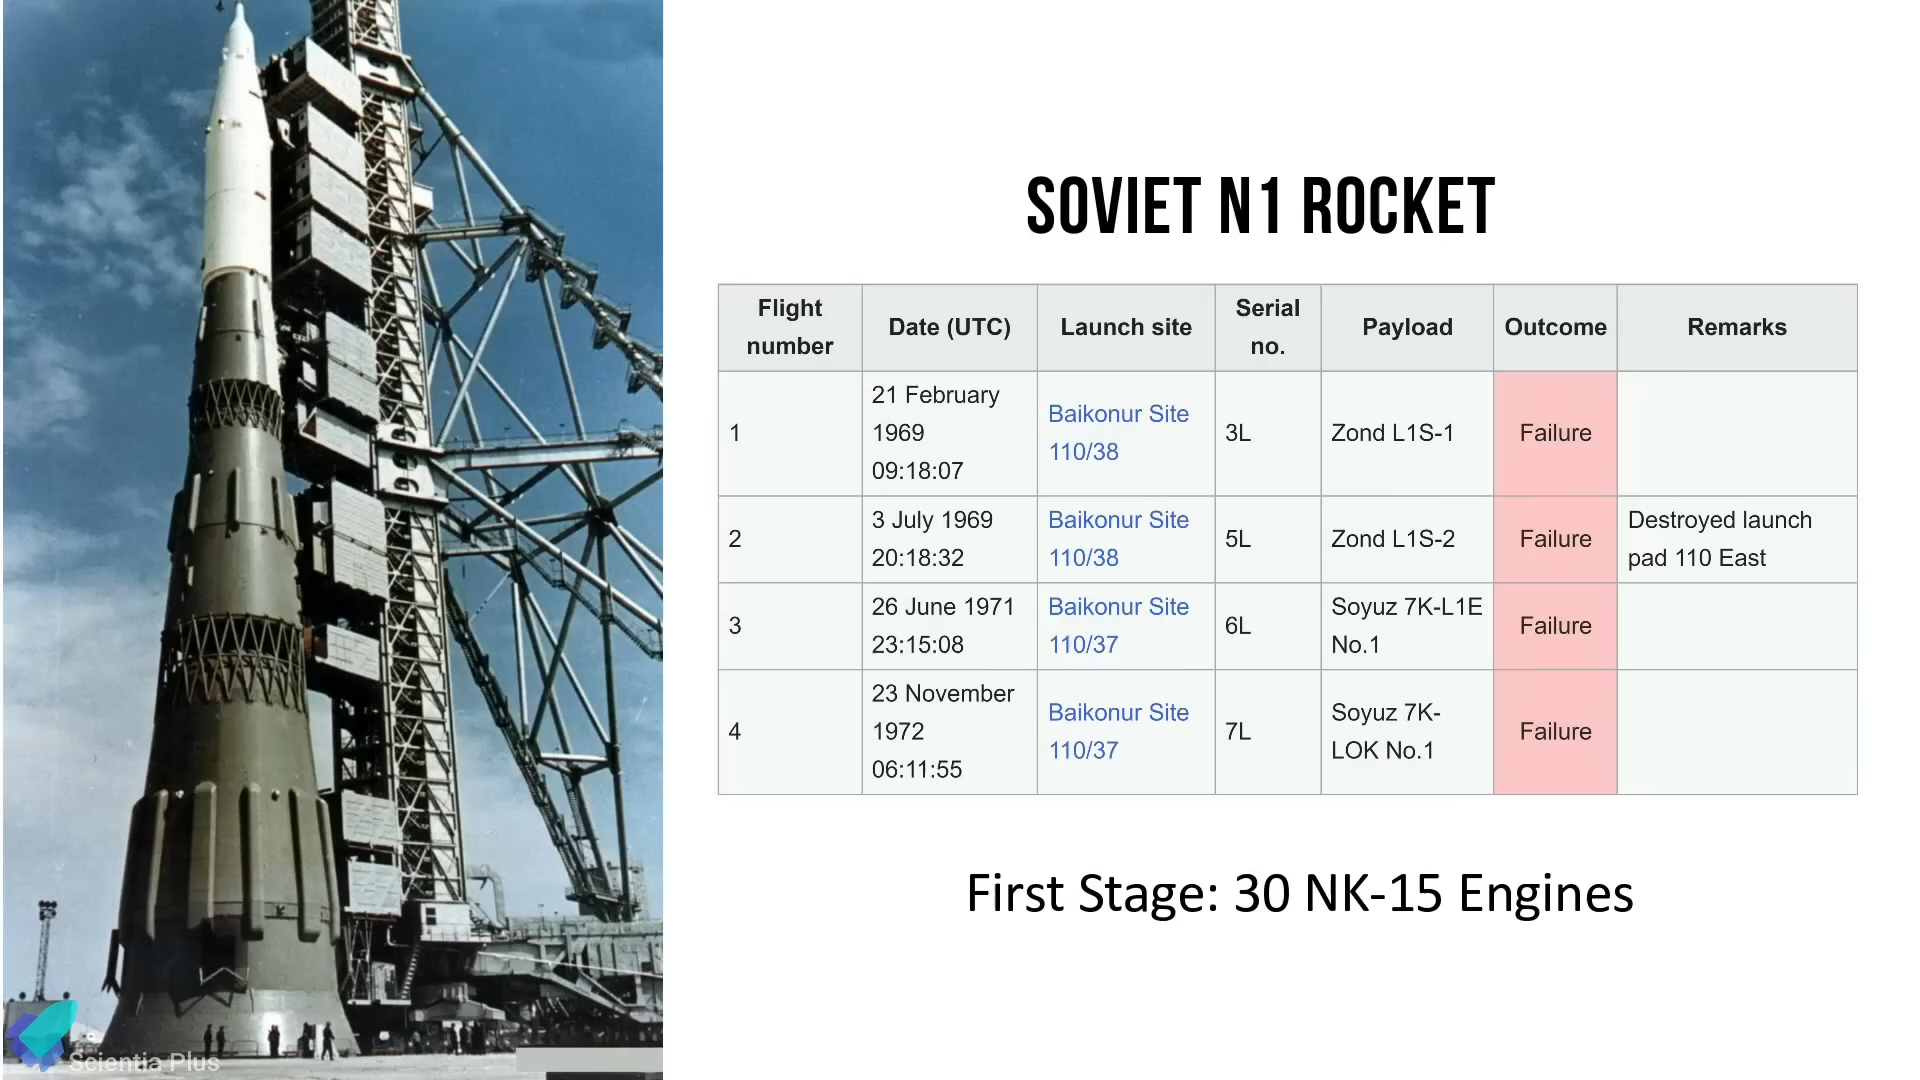 SOVIET N1 ROCKET
Flight number Date (UTC) Launch site Serial no. Payload Outcome Remarks
1 21 February 1969 09:18:07 Baikonur Site 110/38 3L Zond L1S-1 Failure
2 3 July 1969 20:18:32 Baikonur Site 110/38 5L Zond L1S-2 Failure Destroyed launch pad 110 East
3 26 June 1971 23:15:08 Baikonur Site 110/37 6L Soyuz 7K-L1E No.1 Failure
4 23 November 1972 06:11:55 Baikonur Site 110/37 7L Soyuz 7K-LOK No.1 Failure
First Stage: 30 NK-15 Engines
Scientia Plus